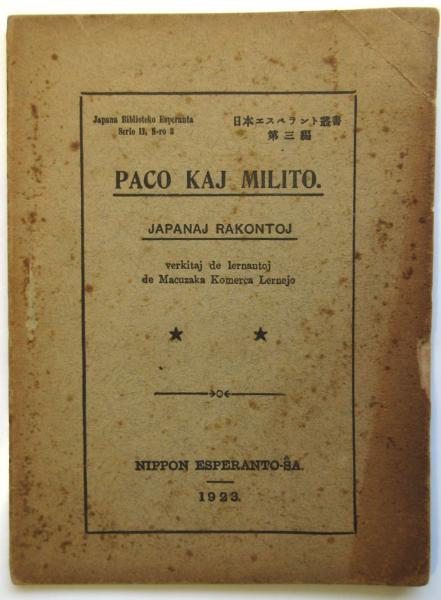 Japana Biblioteko Esperanta
Serio II, N-ro 3
日本エスペラント叢書
第三編
PACO KAJ MILITO.
JAPANAJ RAKONTOJ
verkitaj de lernantoj
de Macuzaka Komerca Lernejo
NIPPON ESPERANTO-ŜA.
1923.